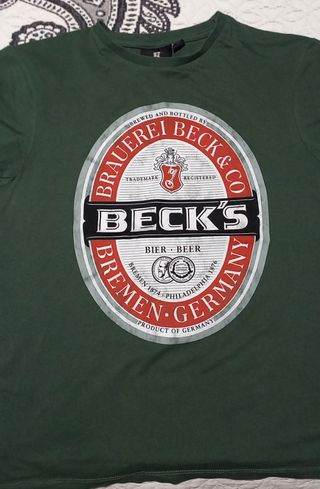 BREWED AND BOTTLED BY
BRAUEREI BECK & CO
TRADEMARK REGISTERED
BECK'S
BIER · BEER
BREMEN 1874 · PHILADELPHIA 1876
BREMEN · GERMANY
PRODUCT OF GERMANY